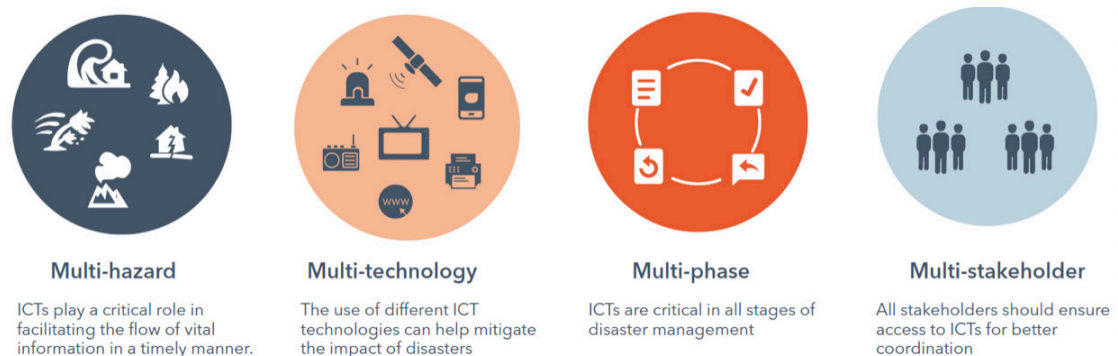 WWW
Multi-hazard
ICTs play a critical role in
facilitating the flow of vital
information in a timely manner.
Multi-technology
The use of different ICT
technologies can help mitigate
the impact of disasters
Multi-phase
ICTs are critical in all stages of
disaster management
Multi-stakeholder
All stakeholders should ensure
access to ICTs for better
coordination